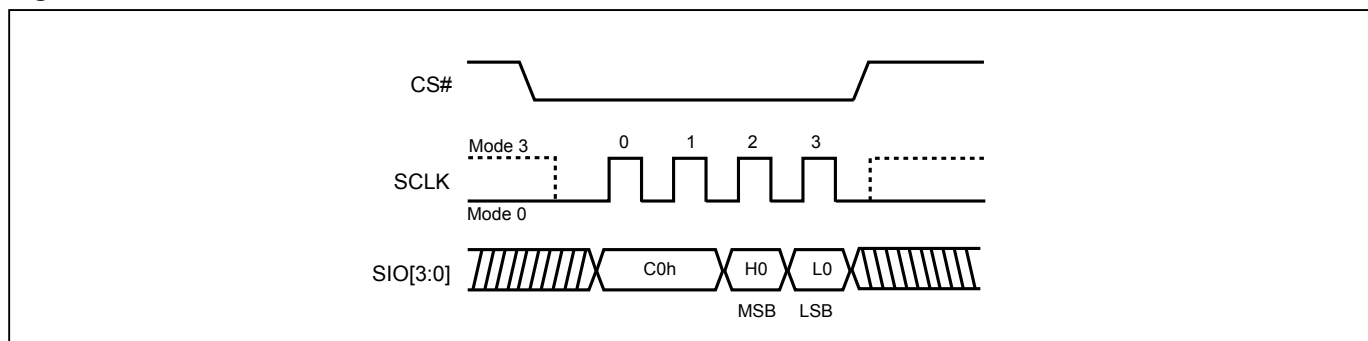 CS#
Mode 3
0 1 2 3
SCLK
Mode 0
SIO[3:0]
C0h H0 L0
MSB LSB